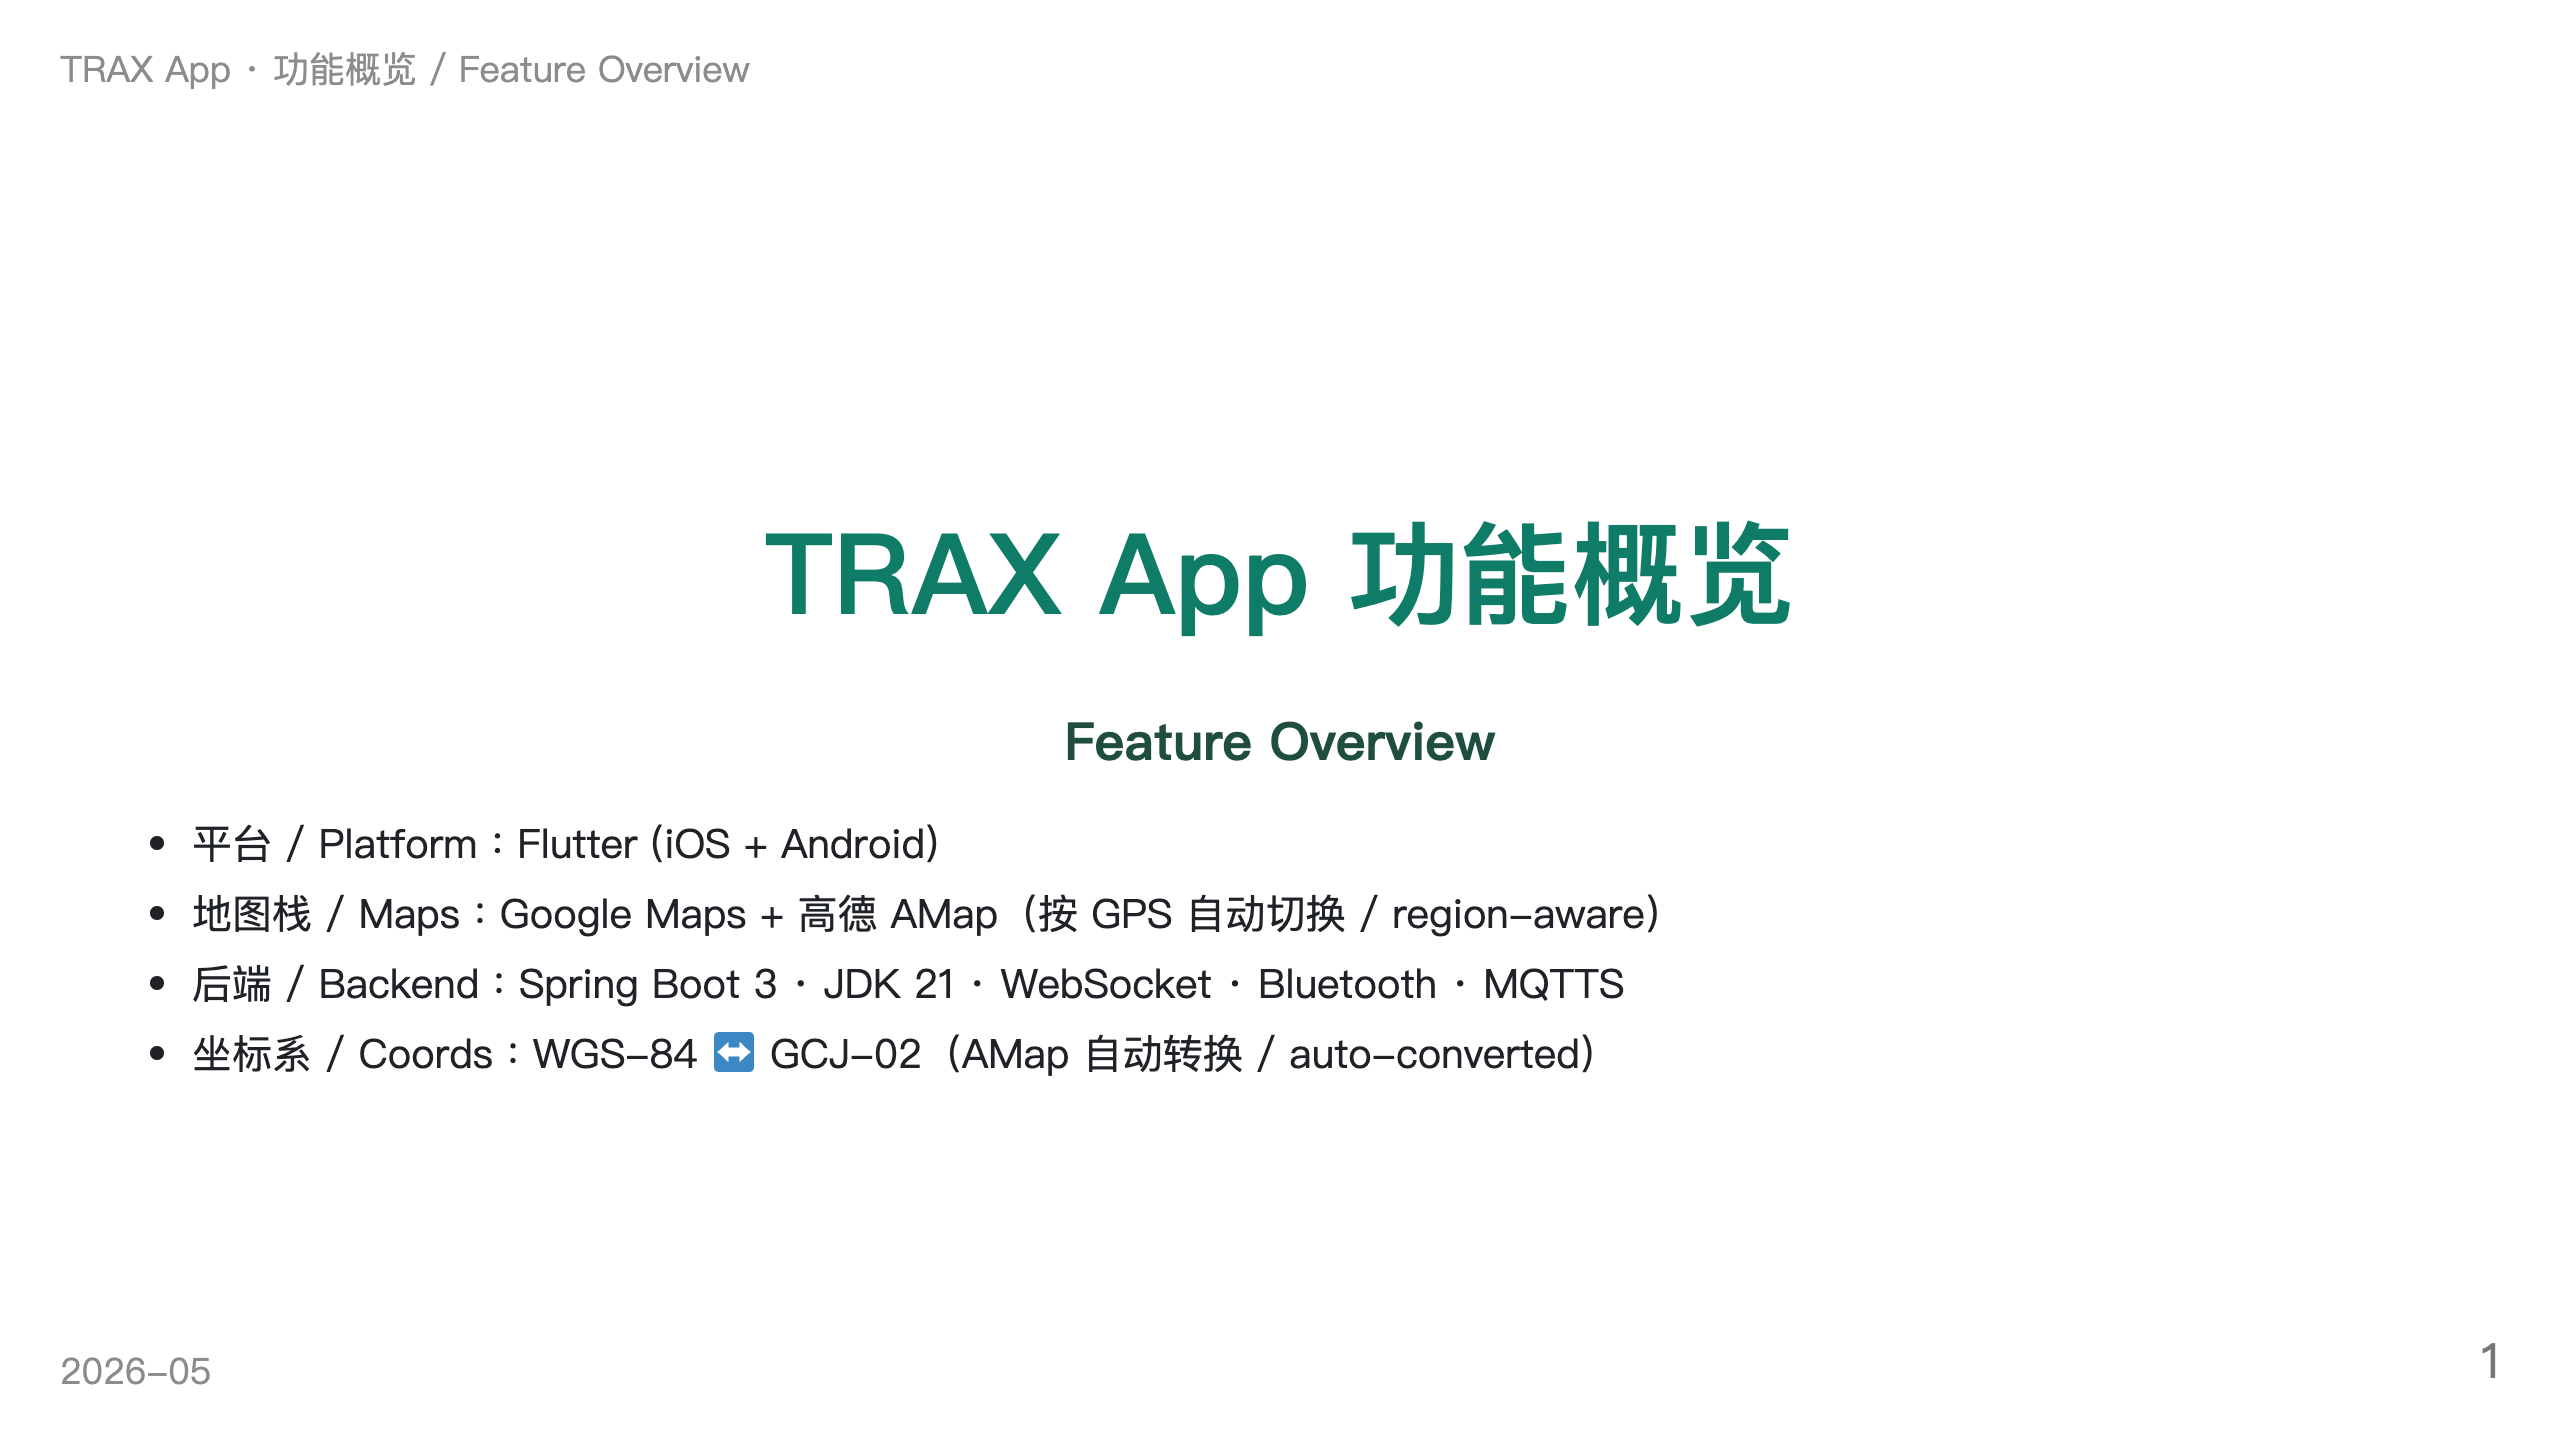 TRAX App · 功能概览 / Feature Overview
TRAX App 功能概览
Feature Overview
• 平台 / Platform：Flutter (iOS + Android)
• 地图栈 / Maps：Google Maps + 高德 AMap（按 GPS 自动切换 / region-aware）
• 后端 / Backend：Spring Boot 3 · JDK 21 · WebSocket · Bluetooth · MQTTS
• 坐标系 / Coords：WGS-84 ↔️ GCJ-02（AMap 自动转换 / auto-converted）
2026-05
1